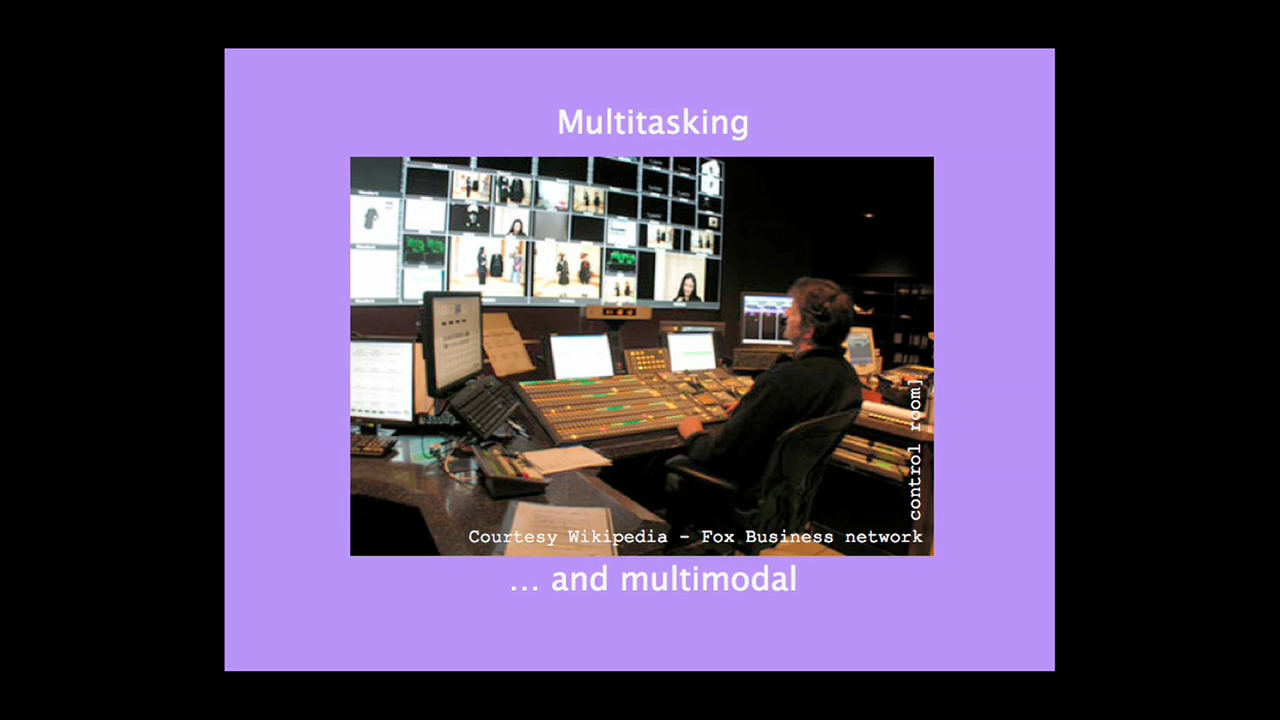 Multitasking
Courtesy Wikipedia – Fox Business network
control room]
... and multimodal